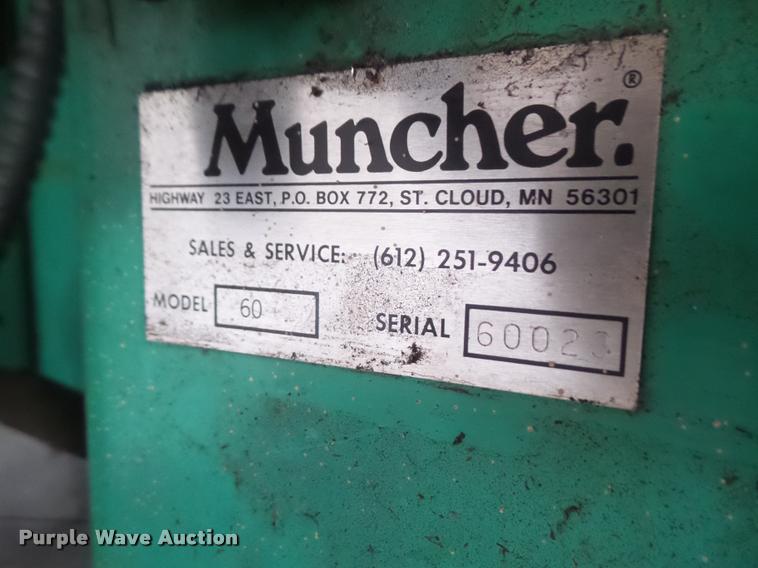 Muncher.®
HIGHWAY 23 EAST, P.O. BOX 772, ST. CLOUD, MN 56301
SALES & SERVICE: (612) 251-9406
MODEL 60
SERIAL 60023
Purple Wave Auction